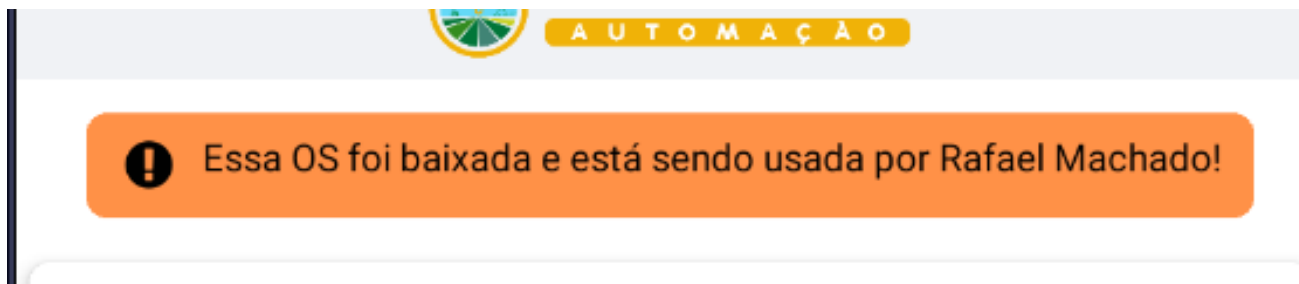 AUTOMAÇÃO
Essa OS foi baixada e está sendo usada por Rafael Machado!